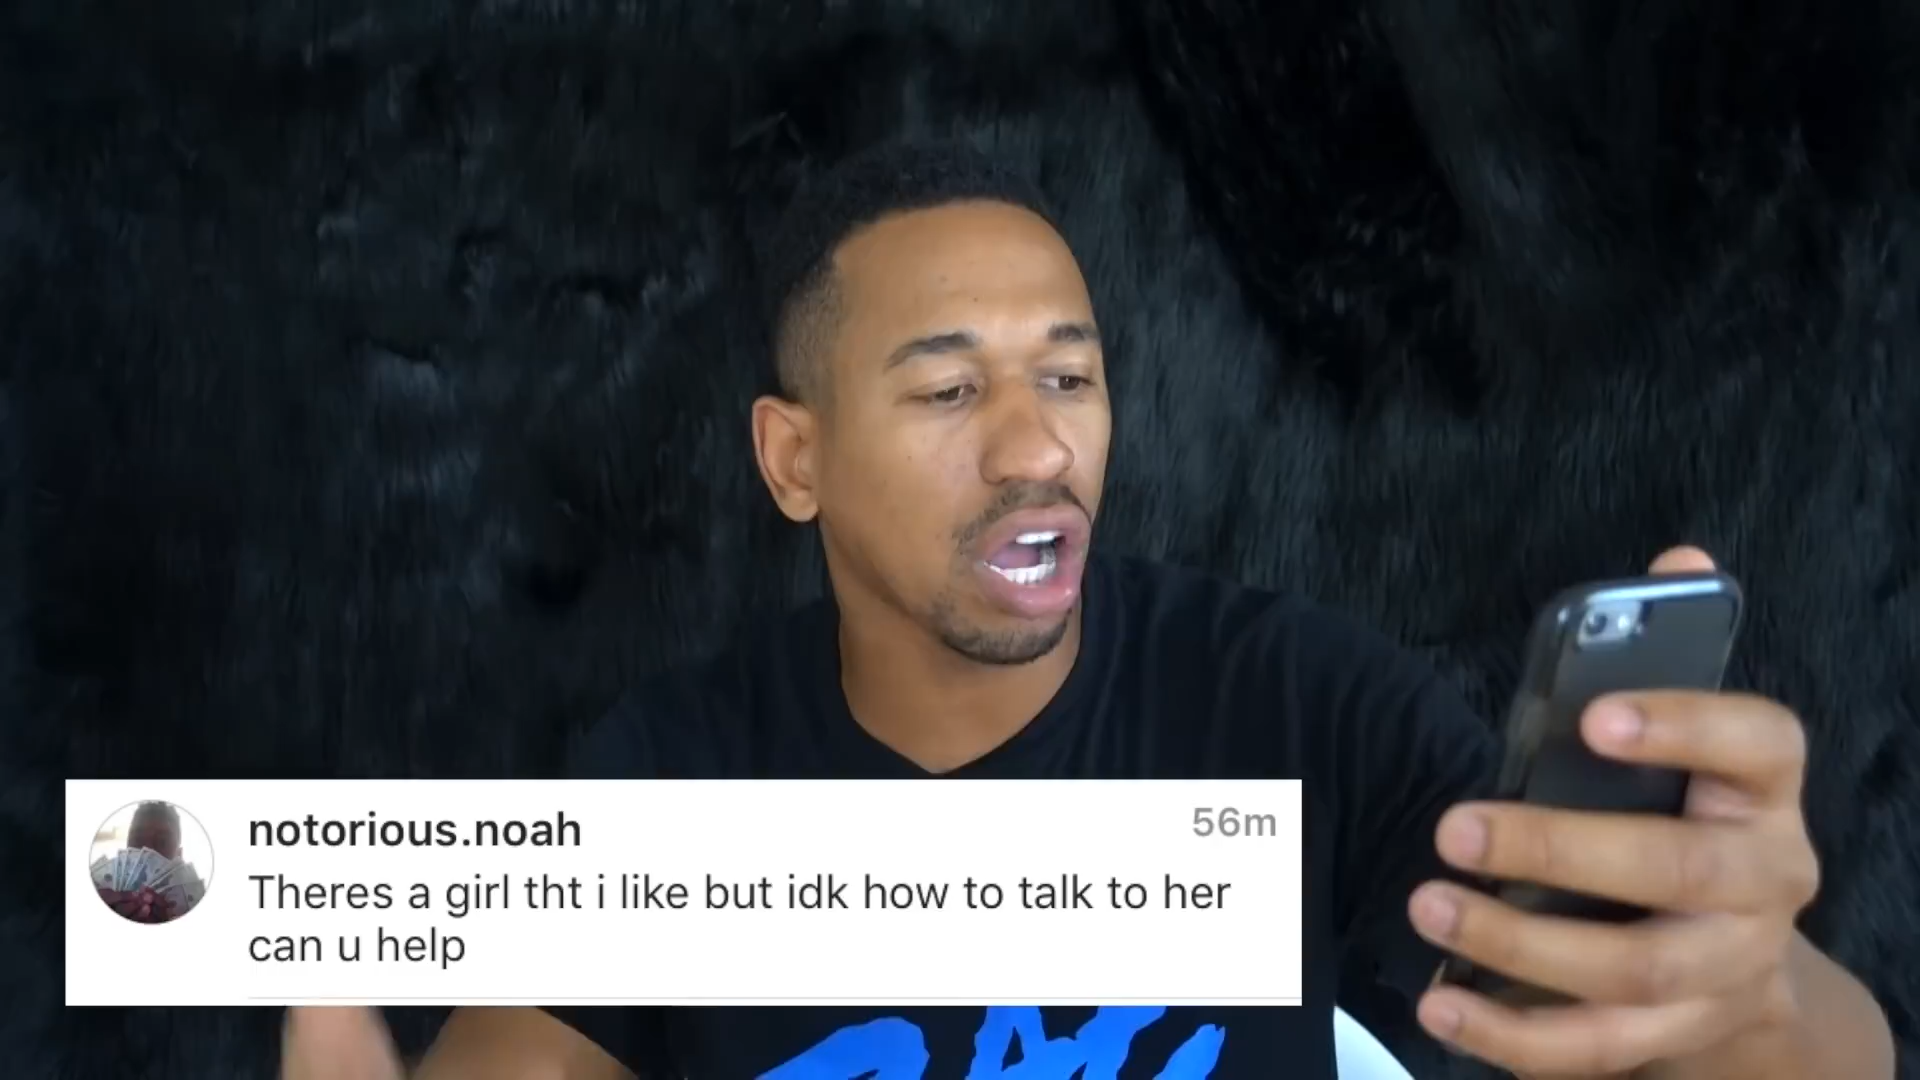 notorious.noah
56m
Theres a girl tht i like but idk how to talk to her
can u help